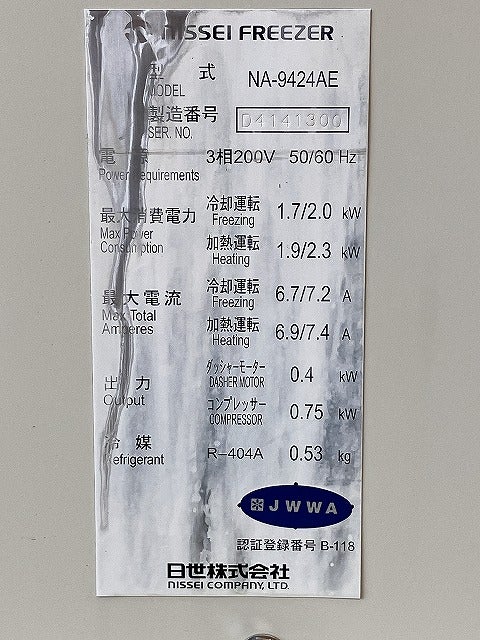 NISSEI FREEZER
型式 NA-9424AE
MODEL
製造番号 D4141300
SER. NO.
電源 3相200V 50/60 Hz
Power Requirements
最大消費電力 冷却運転 Freezing 1.7/2.0 kW
Max Power Consumption 加熱運転 Heating 1.9/2.3 kW
最大電流 冷却運転 Freezing 6.7/7.2 A
Max Total Amperes 加熱運転 Heating 6.9/7.4 A
出力 ダッシャーモーター DASHER MOTOR 0.4 kW
Output コンプレッサー COMPRESSOR 0.75 kW
冷媒 R-404A 0.53 kg
Refrigerant
JWWA
認証登録番号 B-118
日世株式会社
NISSEI COMPANY, LTD.